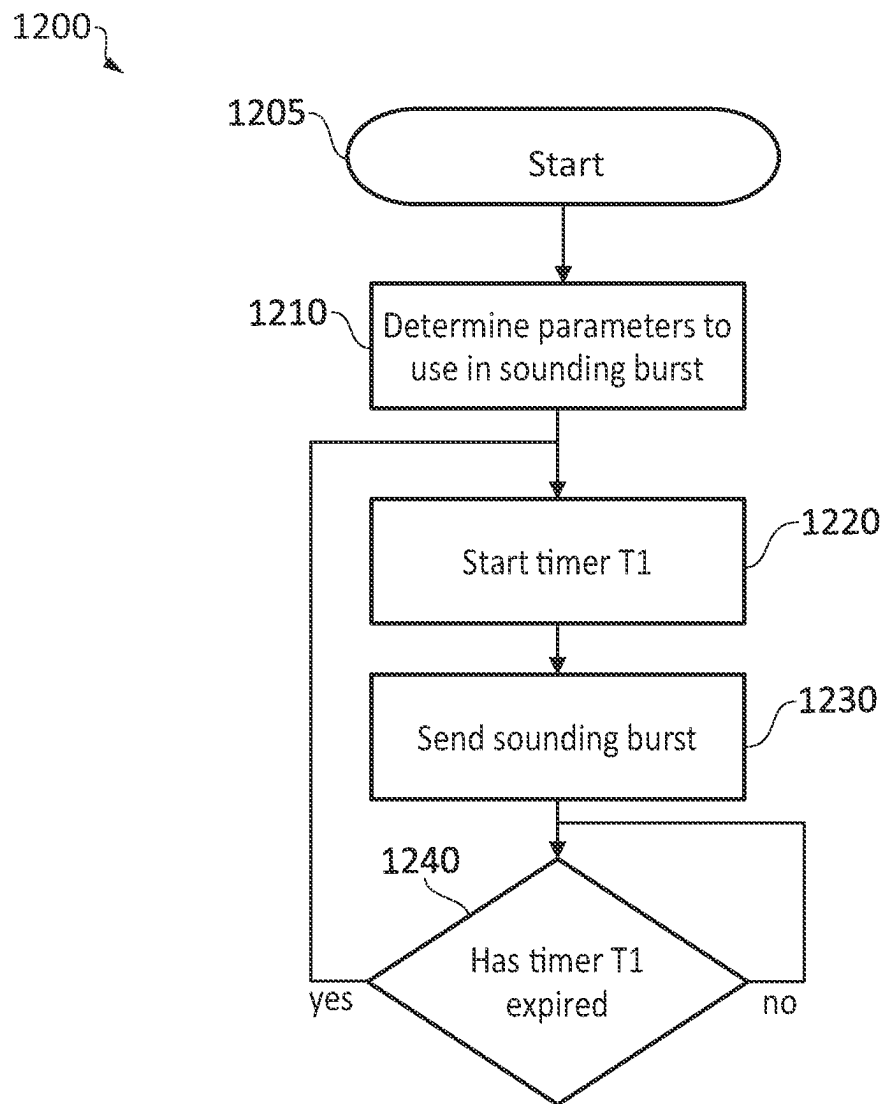 1200
1205
Start
1210
Determine parameters to
use in sounding burst
1220
Start timer T1
1230
Send sounding burst
1240
Has timer T1
expired
yes
no